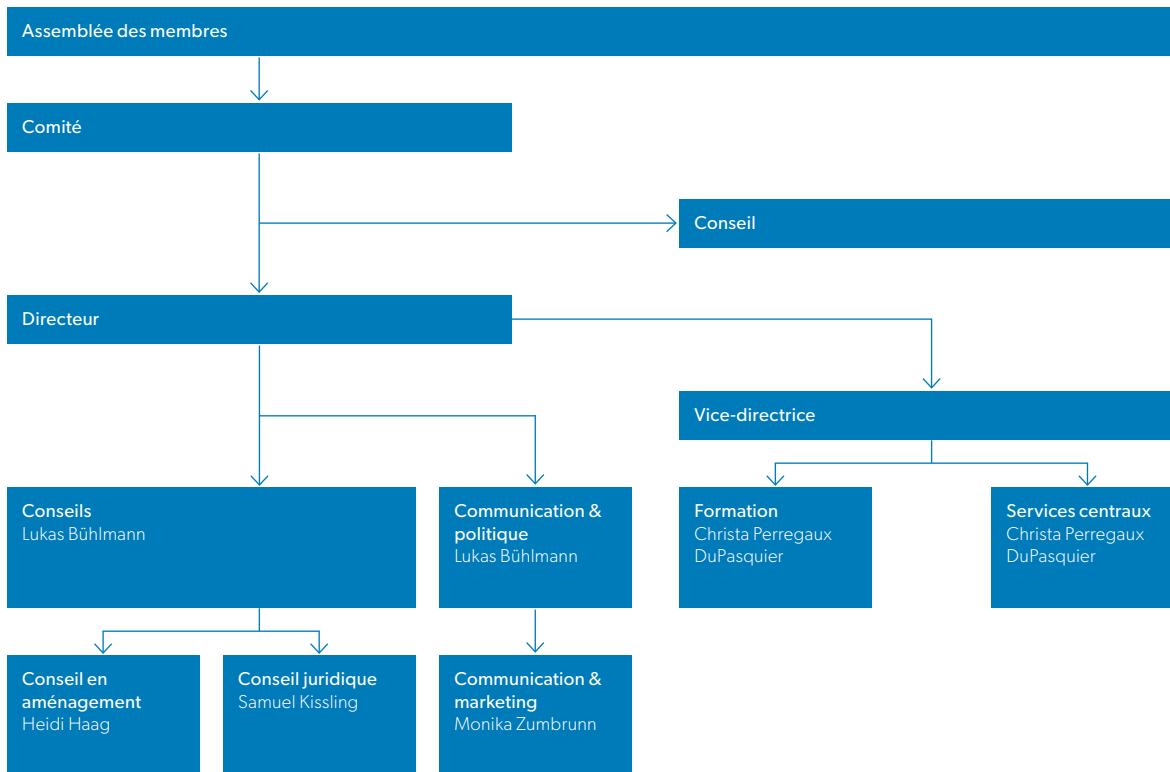 Assemblée des membres
Comité
Conseil
Directeur
Vice-directrice
Conseils
Lukas Bühlmann
Communication &
politique
Lukas Bühlmann
Formation
Christa Perregaux
DuPasquier
Services centraux
Christa Perregaux
DuPasquier
Conseil en
aménagement
Heidi Haag
Conseil juridique
Samuel Kissling
Communication &
marketing
Monika Zumbrunn